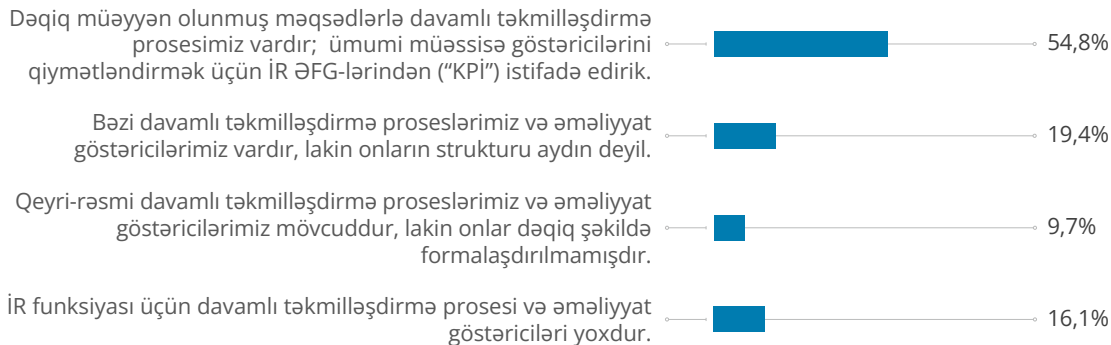 Dəqiq müəyyən olunmuş məqsədlərlə davamlı təkmilləşdirmə
prosesimiz vardır; ümumi müəssisə göstəricilərini
qiymətləndirmək üçün İR ƏFG-lərindən (“KPİ”) istifadə edirik.
54,8%
Bəzi davamlı təkmilləşdirmə proseslərimiz və əməliyyat
göstəricilərimiz vardır, lakin onların strukturu aydın deyil.
19,4%
Qeyri-rəsmi davamlı təkmilləşdirmə proseslərimiz və əməliyyat
göstəricilərimiz mövcuddur, lakin onlar dəqiq şəkildə
formalaşdırılmamışdır.
9,7%
İR funksiyası üçün davamlı təkmilləşdirmə prosesi və əməliyyat
göstəriciləri yoxdur.
16,1%